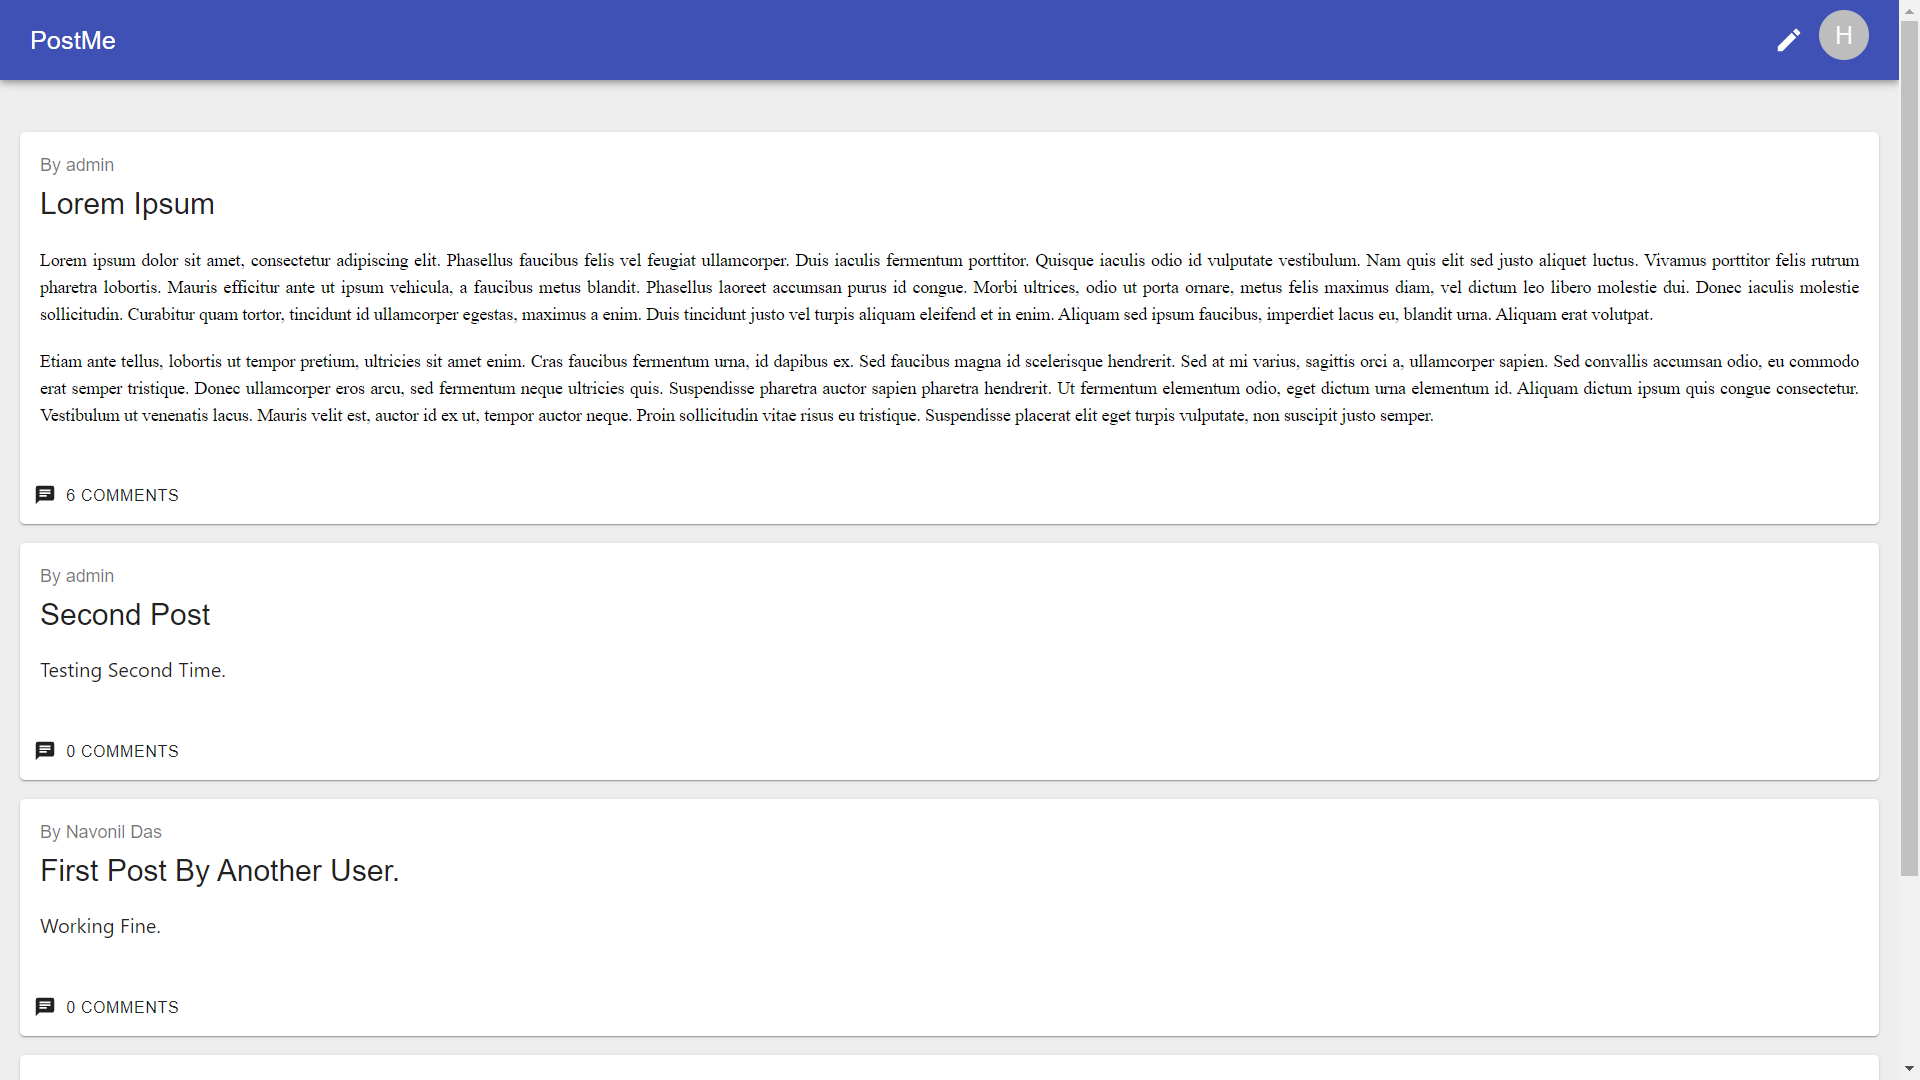 PostMe
H
By admin
Lorem Ipsum
Lorem ipsum dolor sit amet, consectetur adipiscing elit. Phasellus faucibus felis vel feugiat ullamcorper. Duis iaculis fermentum porttitor. Quisque iaculis odio id vulputate vestibulum. Nam quis elit sed justo aliquet luctus. Vivamus porttitor felis rutrum
pharetra lobortis. Mauris efficitur ante ut ipsum vehicula, a faucibus metus blandit. Phasellus laoreet accumsan purus id congue. Morbi ultrices, odio ut porta ornare, metus felis maximus diam, vel dictum leo libero molestie dui. Donec iaculis molestie
sollicitudin. Curabitur quam tortor, tincidunt id ullamcorper egestas, maximus a enim. Duis tincidunt justo vel turpis aliquam eleifend et in enim. Aliquam sed ipsum faucibus, imperdiet lacus eu, blandit urna. Aliquam erat volutpat.
Etiam ante tellus, lobortis ut tempor pretium, ultricies sit amet enim. Cras faucibus fermentum urna, id dapibus ex. Sed faucibus magna id scelerisque hendrerit. Sed at mi varius, sagittis orci a, ullamcorper sapien. Sed convallis accumsan odio, eu commodo
erat semper tristique. Donec ullamcorper eros arcu, sed fermentum neque ultricies quis. Suspendisse pharetra auctor sapien pharetra hendrerit. Ut fermentum elementum odio, eget dictum urna elementum id. Aliquam dictum ipsum quis congue consectetur.
Vestibulum ut venenatis lacus. Mauris velit est, auctor id ex ut, tempor auctor neque. Proin sollicitudin vitae risus eu tristique. Suspendisse placerat elit eget turpis vulputate, non suscipit justo semper.
6 COMMENTS
By admin
Second Post
Testing Second Time.
0 COMMENTS
By Navonil Das
First Post By Another User.
Working Fine.
0 COMMENTS